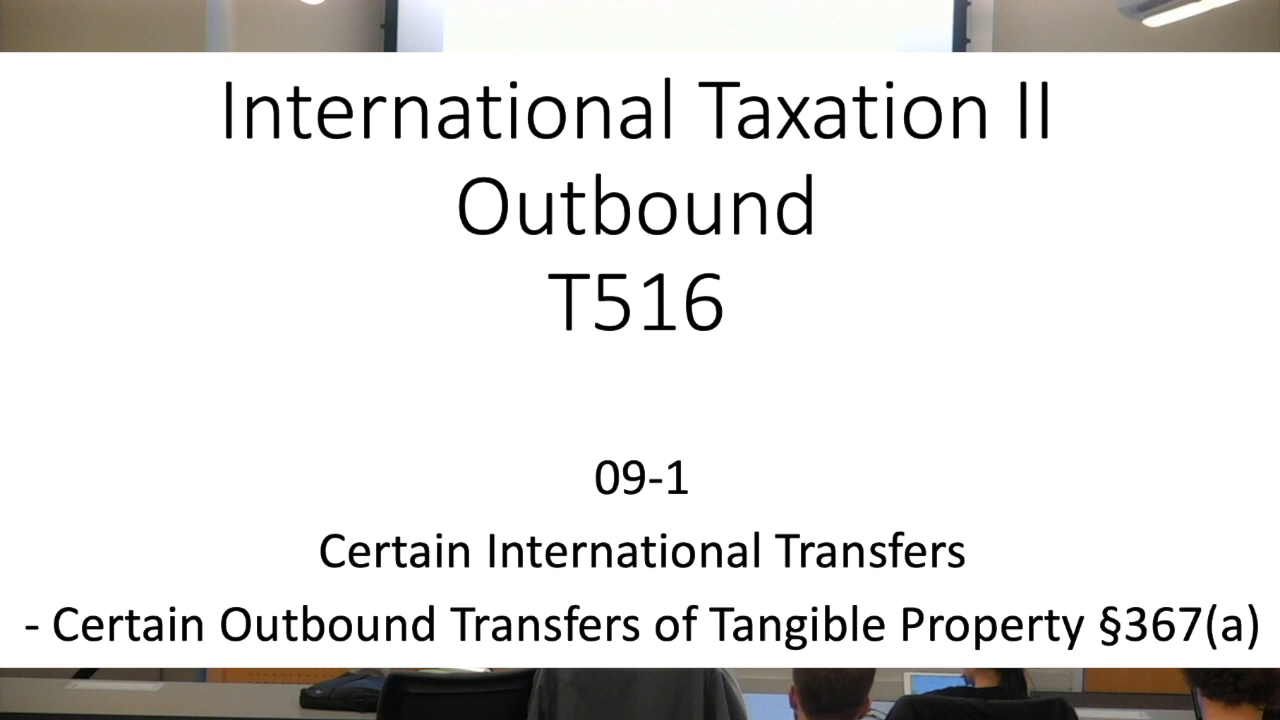 International Taxation II
Outbound
T516
09-1
Certain International Transfers
- Certain Outbound Transfers of Tangible Property §367(a)